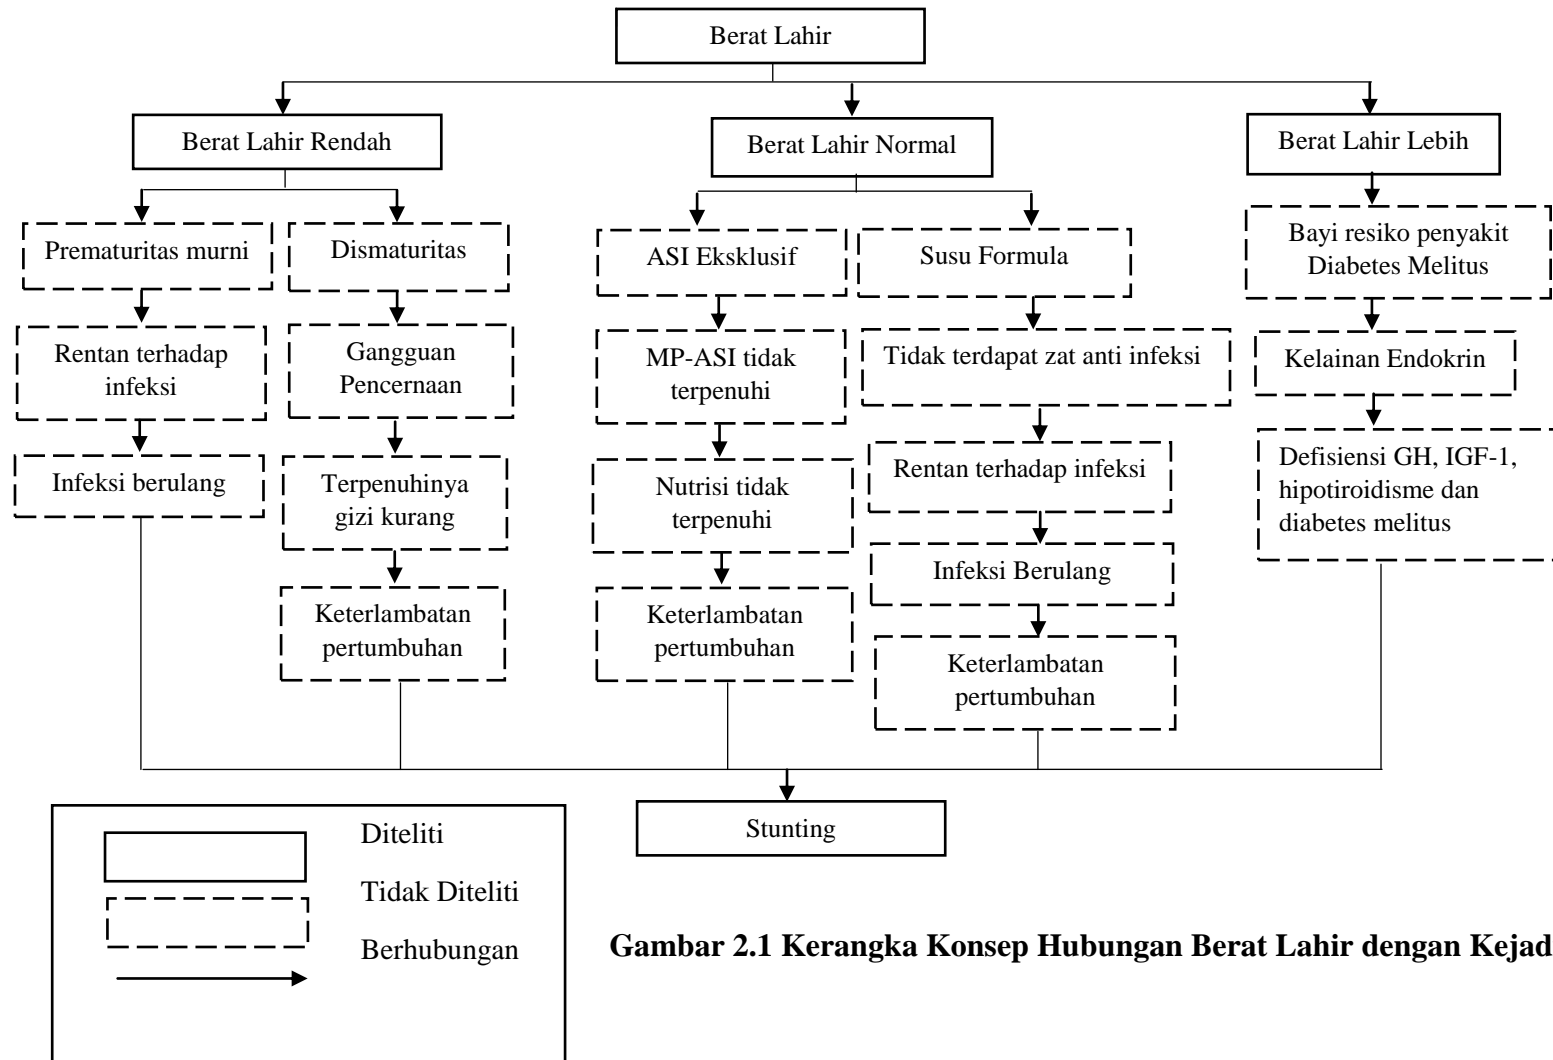 Berat Lahir
Berat Lahir Rendah
Berat Lahir Normal
Berat Lahir Lebih
Prematuritas murni
Dismaturitas
ASI Eksklusif
Susu Formula
Bayi resiko penyakit
Diabetes Melitus
Rentan terhadap
infeksi
Gangguan
Pencernaan
MP-ASI tidak
terpenuhi
Tidak terdapat zat anti infeksi
Kelainan Endokrin
Infeksi berulang
Terpenuhinya
gizi kurang
Nutrisi tidak
terpenuhi
Rentan terhadap infeksi
Defisiensi GH, IGF-1,
hipotiroidisme dan
diabetes melitus
Keterlambatan
pertumbuhan
Keterlambatan
pertumbuhan
Infeksi Berulang
Keterlambatan
pertumbuhan
Stunting
Diteliti
Tidak Diteliti
Berhubungan
Gambar 2.1 Kerangka Konsep Hubungan Berat Lahir dengan Kejad